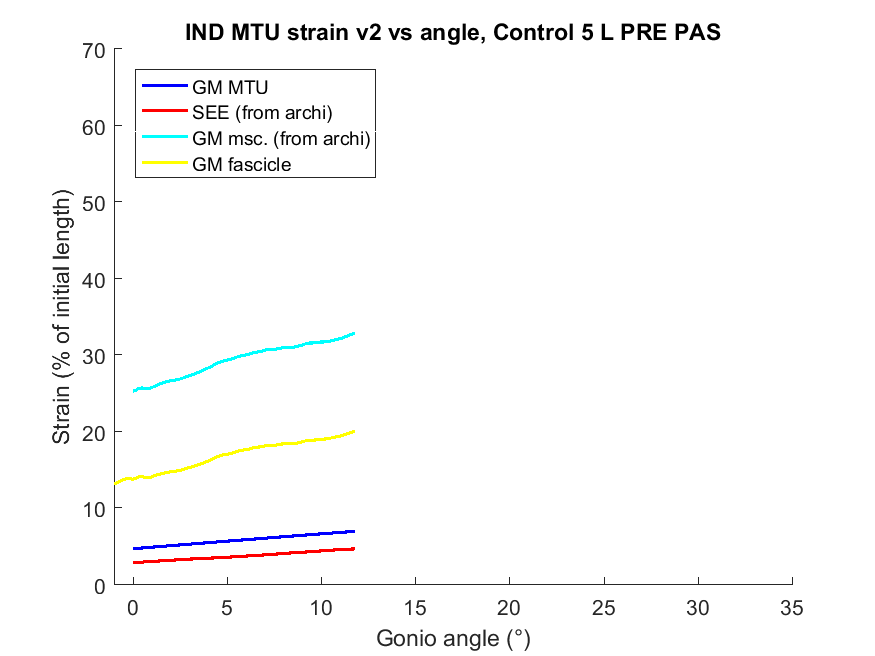 IND MTU strain v2 vs angle, Control 5 L PRE PAS
70
60
50
40
30
20
10
0
Strain (% of initial length)
GM MTU
SEE (from archi)
GM msc. (from archi)
GM fascicle
0 5 10 15 20 25 30 35
Gonio angle (°)